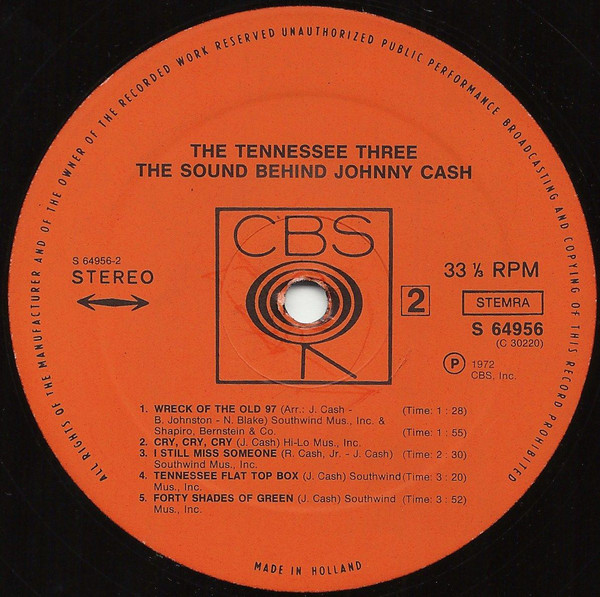 ALL RIGHTS OF THE MANUFACTURER AND OF THE OWNER OF THE RECORDED WORK RESERVED UNAUTHORIZED PUBLIC PERFORMANCE BROADCASTING AND COPYING OF THIS RECORD PROHIBITED
THE TENNESSEE THREE
THE SOUND BEHIND JOHNNY CASH
CBS
S 64956-2
STEREO
33 ⅓ RPM
2
STEMRA
S 64956
(C 30220)
Ⓟ 1972
CBS, Inc.
1. WRECK OF THE OLD 97 (Arr.: J. Cash - (Time: 1 : 28)
B. Johnston - N. Blake) Southwind Mus., Inc. &
Shapiro, Bernstein & Co. (Time: 1 : 55)
2. CRY, CRY, CRY (J. Cash) Hi-Lo Mus., Inc.
3. I STILL MISS SOMEONE (R. Cash, Jr. - J. Cash) (Time: 2 : 30)
Southwind Mus., Inc.
4. TENNESSEE FLAT TOP BOX (J. Cash) Southwind (Time: 3 : 20)
Mus., Inc.
5. FORTY SHADES OF GREEN (J. Cash) Southwind (Time: 3 : 52)
Mus., Inc.
MADE IN HOLLAND